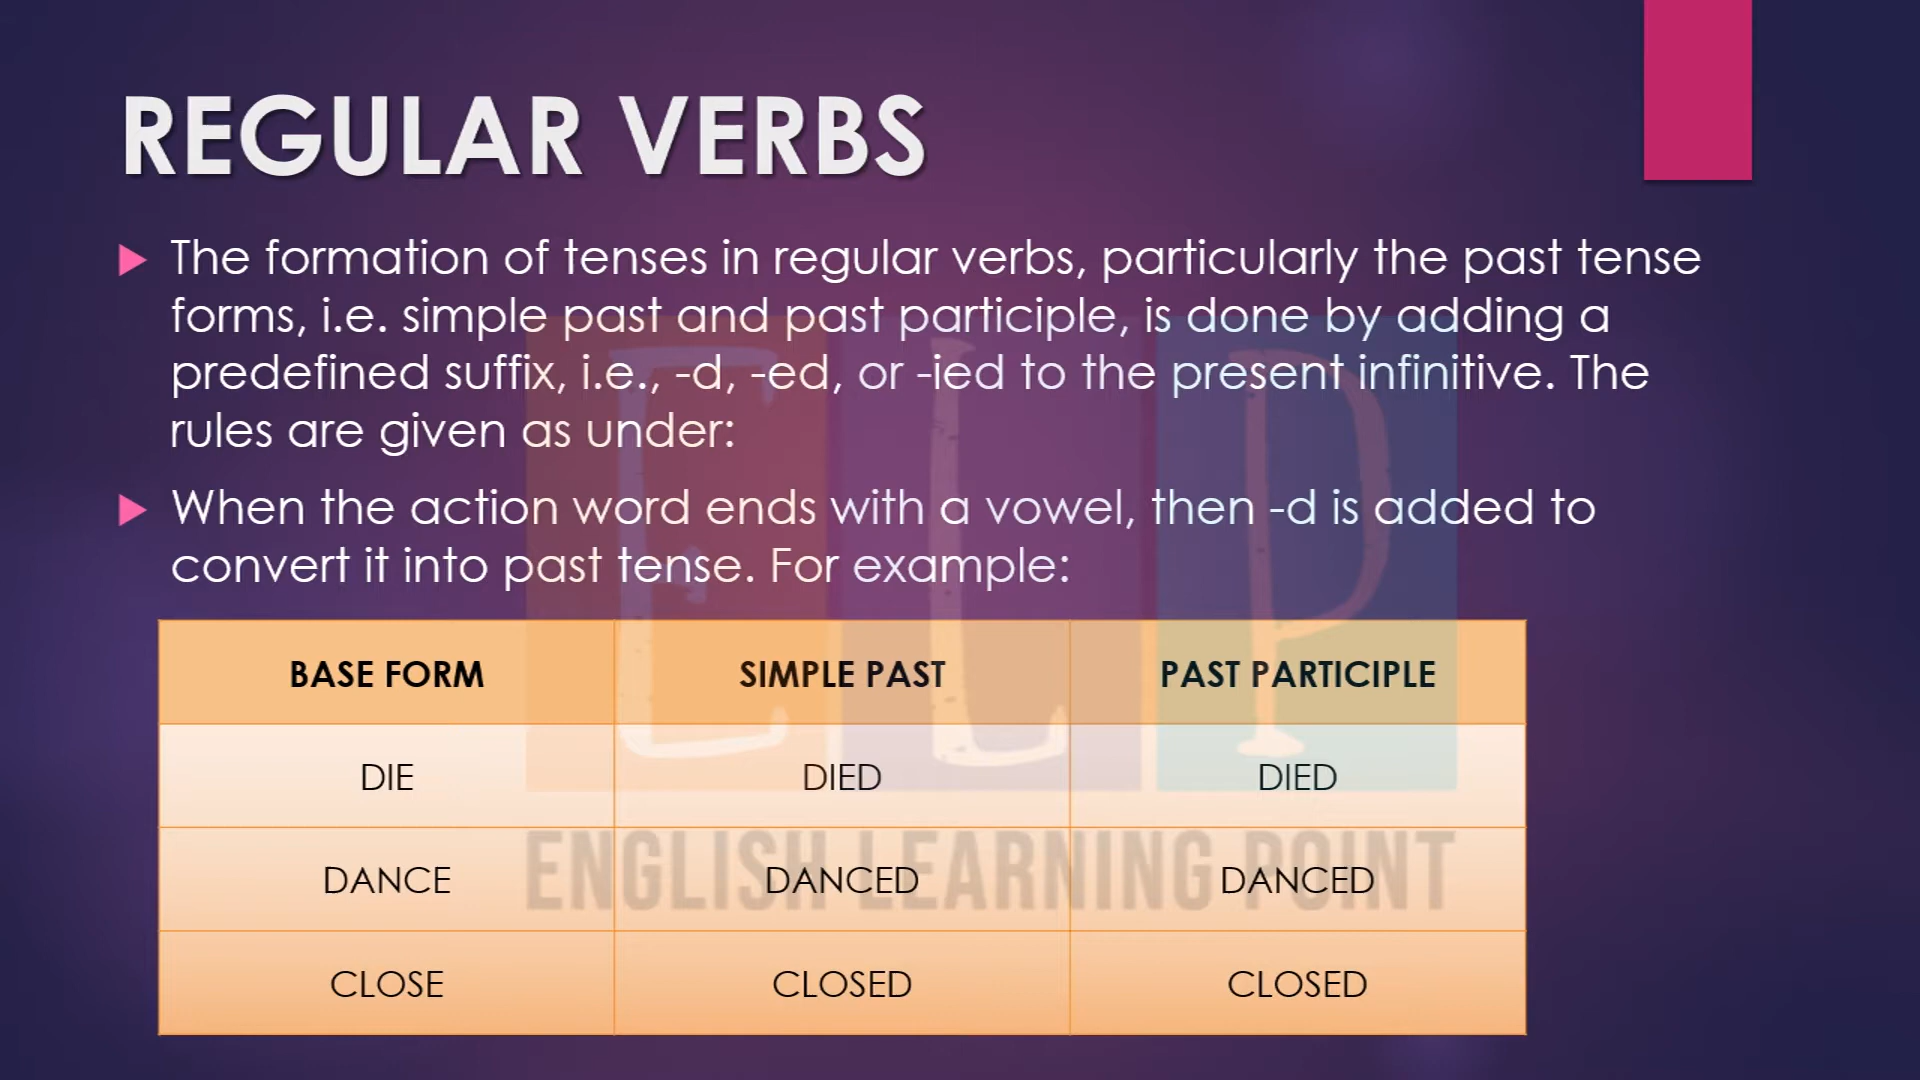 REGULAR VERBS
The formation of tenses in regular verbs, particularly the past tense
forms, i.e. simple past and past participle, is done by adding a
predefined suffix, i.e., -d, -ed, or -ied to the present infinitive. The
rules are given as under:
When the action word ends with a vowel, then -d is added to
convert it into past tense. For example:
BASE FORM SIMPLE PAST PAST PARTICIPLE
DIE DIED DIED
DANCE DANCED DANCED
CLOSE CLOSED CLOSED
ELP
ENGLISH LEARNING POINT